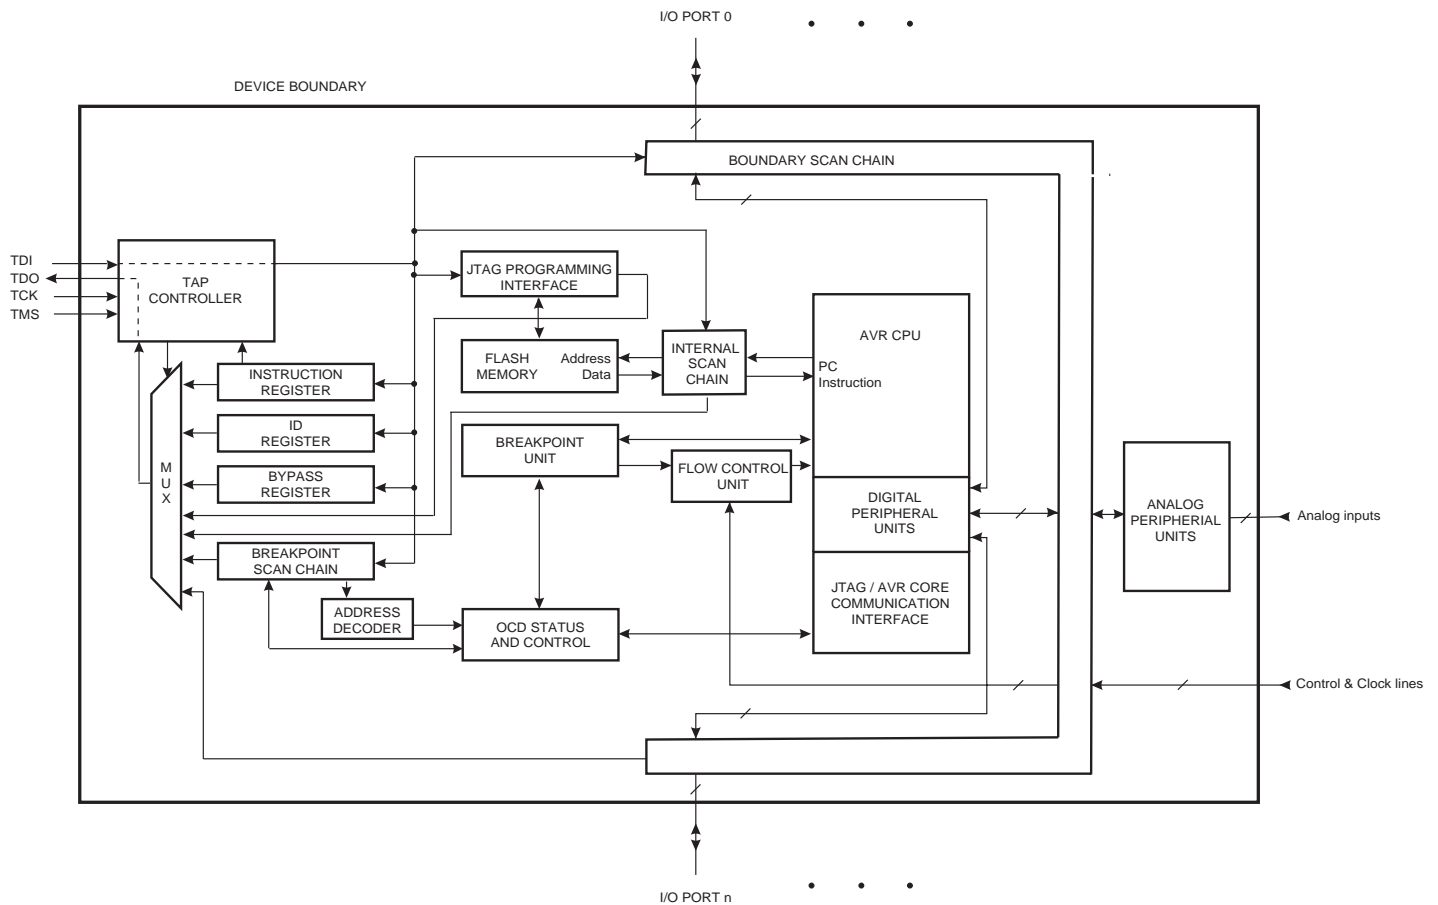 I/O PORT 0
DEVICE BOUNDARY
BOUNDARY SCAN CHAIN
TDI
TDO
TCK
TMS
TAP
CONTROLLER
JTAG PROGRAMMING
INTERFACE
AVR CPU
FLASH
MEMORY
Address
Data
INTERNAL
SCAN
CHAIN
PC
Instruction
INSTRUCTION
REGISTER
ID
REGISTER
BREAKPOINT
UNIT
FLOW CONTROL
UNIT
M
U
X
BYPASS
REGISTER
DIGITAL
PERIPHERAL
UNITS
ANALOG
PERIPHERIAL
UNITS
Analog inputs
BREAKPOINT
SCAN CHAIN
JTAG / AVR CORE
COMMUNICATION
INTERFACE
ADDRESS
DECODER
OCD STATUS
AND CONTROL
Control & Clock lines
I/O PORT n